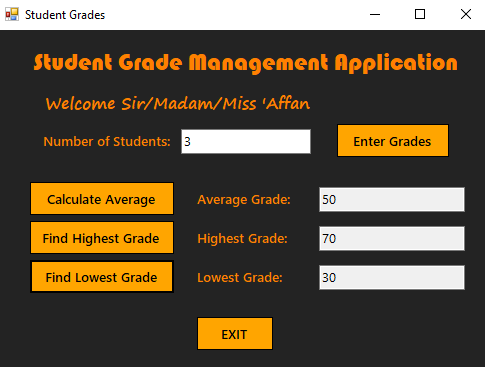 Student Grades
Student Grade Management Application
Welcome Sir/Madam/Miss 'Affan
Number of Students: 3 Enter Grades
Calculate Average Average Grade: 50
Find Highest Grade Highest Grade: 70
Find Lowest Grade Lowest Grade: 30
EXIT